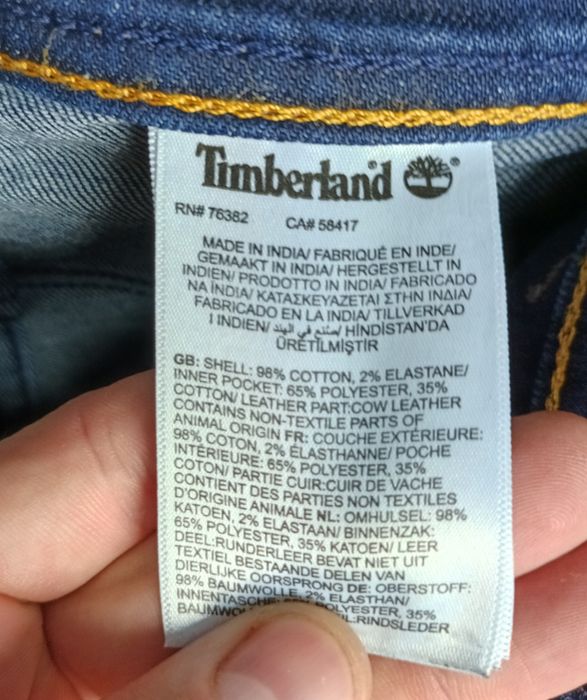 Timberland®
RN# 76382 CA# 58417
MADE IN INDIA/ FABRIQUÉ EN INDE/
GEMAAKT IN INDIA/ HERGESTELLT IN
INDIEN/ PRODOTTO IN INDIA/ FABRICADO
NA ÍNDIA/ ΚΑΤΑΣΚΕΥΑΖΕΤΑΙ ΣΤΗΝ ΙΝΔΙΑ/
FABRICADO EN LA INDIA/ TILLVERKAD
I INDIEN/ صنع في الهند/ HİNDİSTAN'DA
ÜRETİLMİŞTİR
GB: SHELL: 98% COTTON, 2% ELASTANE/
INNER POCKET: 65% POLYESTER, 35%
COTTON/ LEATHER PART:COW LEATHER
CONTAINS NON-TEXTILE PARTS OF
ANIMAL ORIGIN FR: COUCHE EXTÉRIEURE:
98% COTON, 2% ÉLASTHANNE/ POCHE
INTÉRIEURE: 65% POLYESTER, 35%
COTON/ PARTIE CUIR:CUIR DE VACHE
CONTIENT DES PARTIES NON TEXTILES
D'ORIGINE ANIMALE NL: OMHULSEL: 98%
KATOEN, 2% ELASTAAN/ BINNENZAK:
65% POLYESTER, 35% KATOEN/ LEER
DEEL:RUNDERLEER BEVAT NIET UIT
TEXTIEL BESTAANDE DELEN VAN
DIERLIJKE OORSPRONG DE: OBERSTOFF:
98% BAUMWOLLE, 2% ELASTHAN/
INNENTASCHE: 65% POLYESTER, 35%
:RINDSLEDER